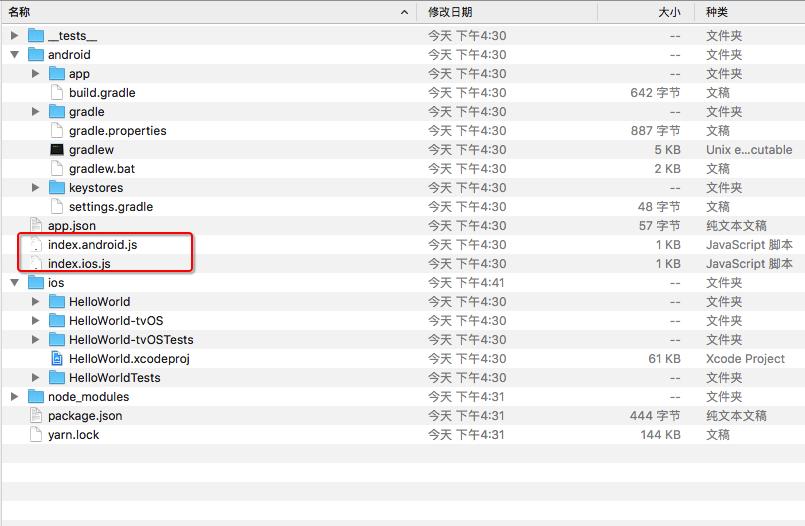 名称 修改日期 大小 种类
__tests__ 今天 下午4:30 -- 文件夹
android 今天 下午4:30 -- 文件夹
app 今天 下午4:30 -- 文件夹
build.gradle 今天 下午4:30 642 字节 文稿
gradle 今天 下午4:30 -- 文件夹
gradle.properties 今天 下午4:30 887 字节 文稿
gradlew 今天 下午4:30 5 KB Unix e...cutable
gradlew.bat 今天 下午4:30 2 KB 文稿
keystores 今天 下午4:30 -- 文件夹
settings.gradle 今天 下午4:30 48 字节 文稿
app.json 今天 下午4:30 57 字节 纯文本文稿
index.android.js 今天 下午4:30 1 KB JavaScript 脚本
index.ios.js 今天 下午4:30 1 KB JavaScript 脚本
ios 今天 下午4:41 -- 文件夹
HelloWorld 今天 下午4:30 -- 文件夹
HelloWorld-tvOS 今天 下午4:30 -- 文件夹
HelloWorld-tvOSTests 今天 下午4:30 -- 文件夹
HelloWorld.xcodeproj 今天 下午4:30 61 KB Xcode Project
HelloWorldTests 今天 下午4:30 -- 文件夹
node_modules 今天 下午4:31 -- 文件夹
package.json 今天 下午4:31 444 字节 纯文本文稿
yarn.lock 今天 下午4:31 144 KB 文稿